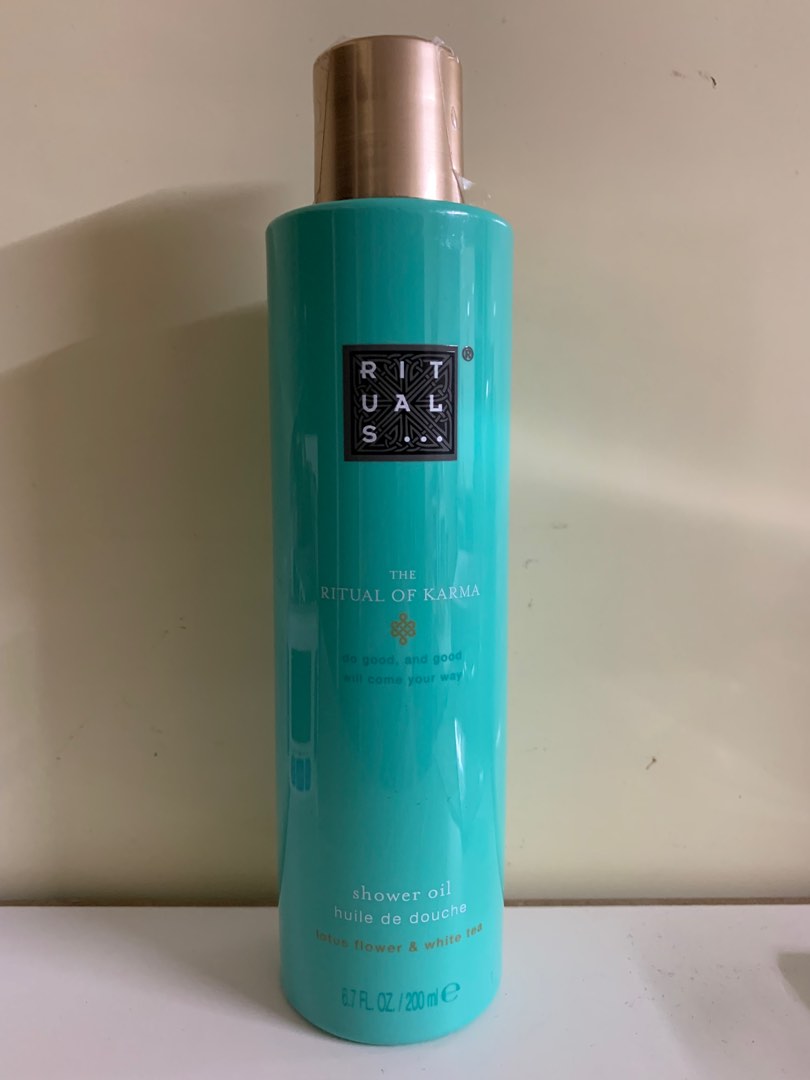 RIT
UAL
S...
®
THE
RITUAL OF KARMA
do good, and good
will come your way
shower oil
huile de douche
lotus flower & white tea
6.7 FL. OZ. / 200 ml ℮